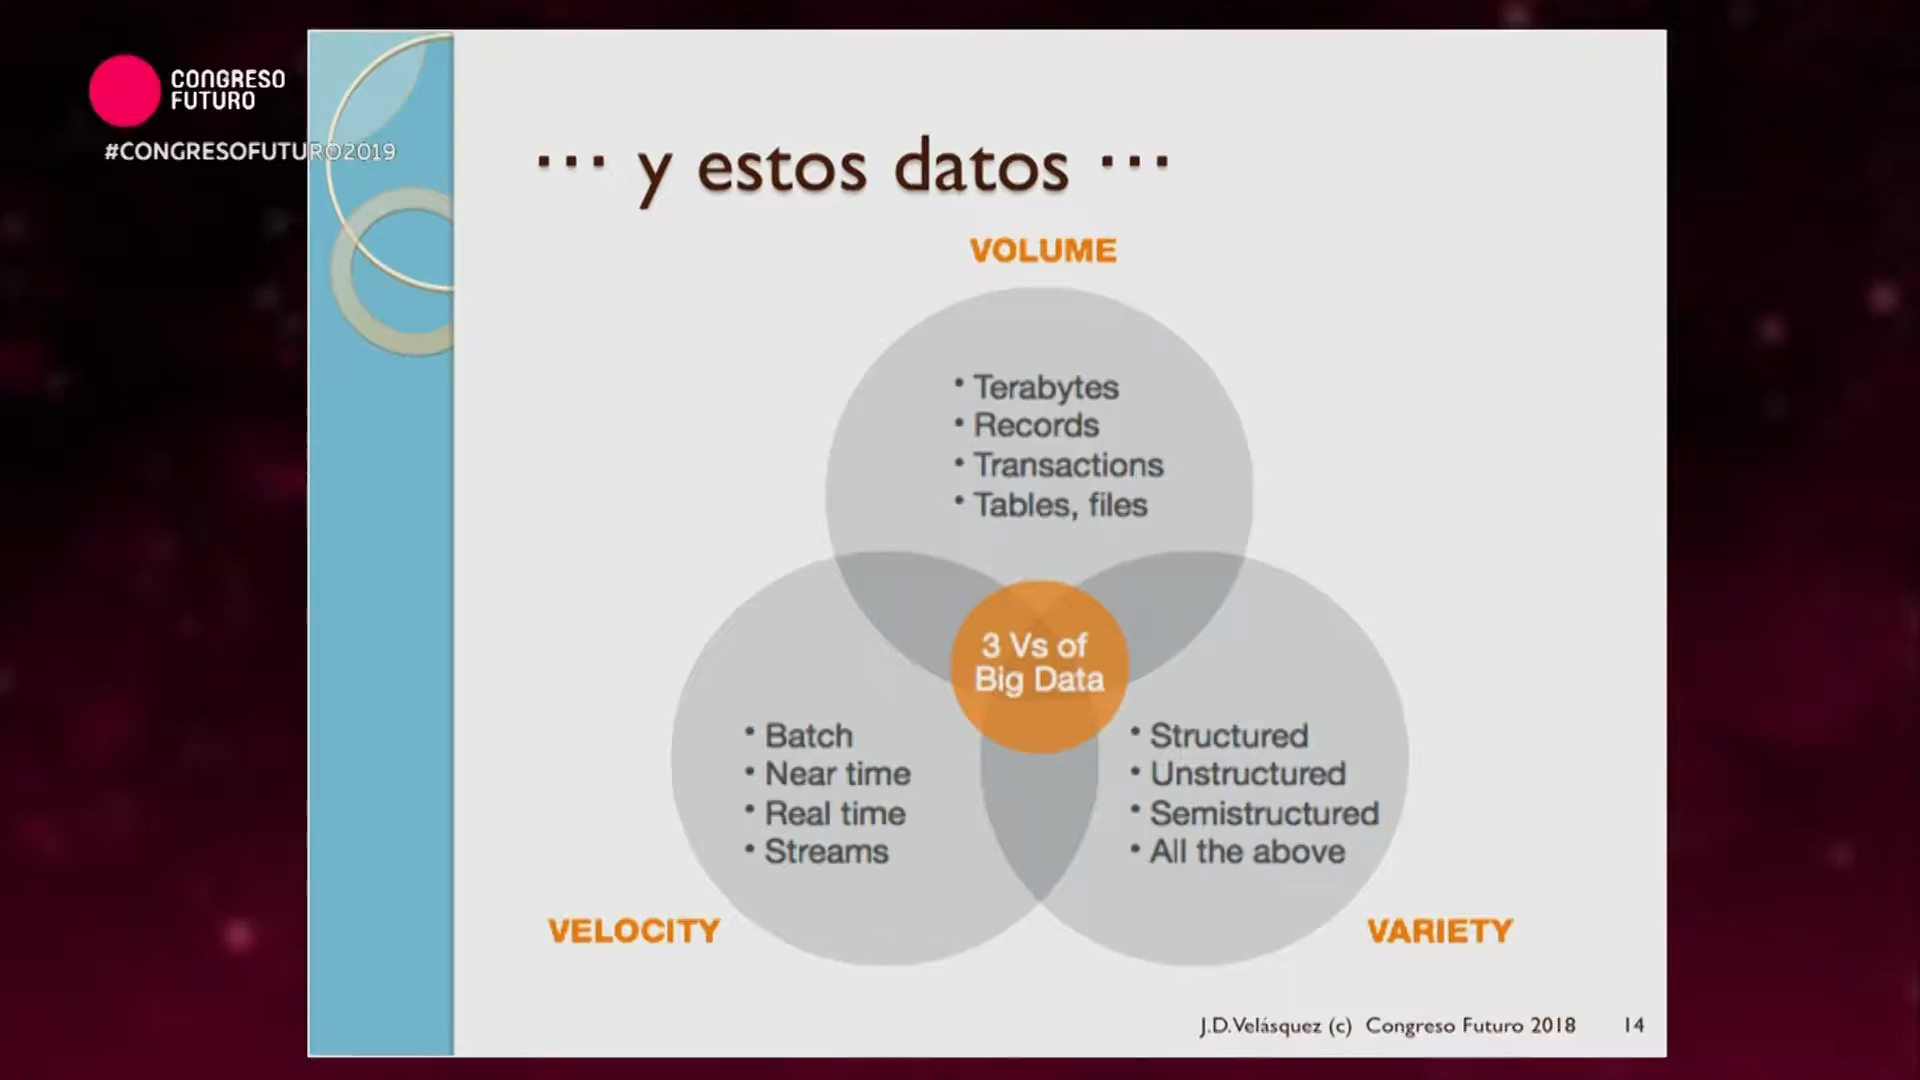 CONGRESO
FUTURO
#CONGRESOFUTURO2019
... y estos datos ...
VOLUME
• Terabytes
• Records
• Transactions
• Tables, files
3 Vs of
Big Data
• Batch
• Near time
• Real time
• Streams
• Structured
• Unstructured
• Semistructured
• All the above
VELOCITY
VARIETY
J.D.Velásquez (c) Congreso Futuro 2018 14